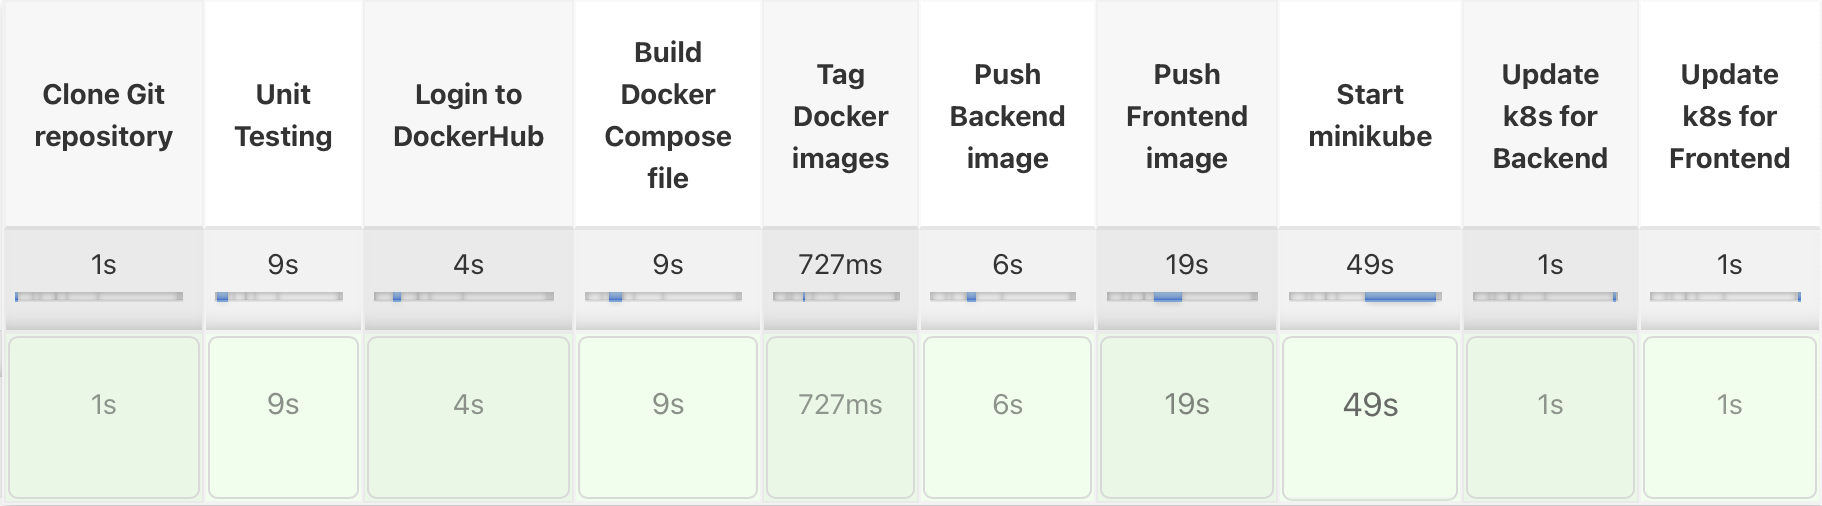 Clone Git
repository
Unit
Testing
Login to
DockerHub
Build
Docker
Compose
file
Tag
Docker
images
Push
Backend
image
Push
Frontend
image
Start
minikube
Update
k8s for
Backend
Update
k8s for
Frontend
1s
9s
4s
9s
727ms
6s
19s
49s
1s
1s
1s
9s
4s
9s
727ms
6s
19s
49s
1s
1s